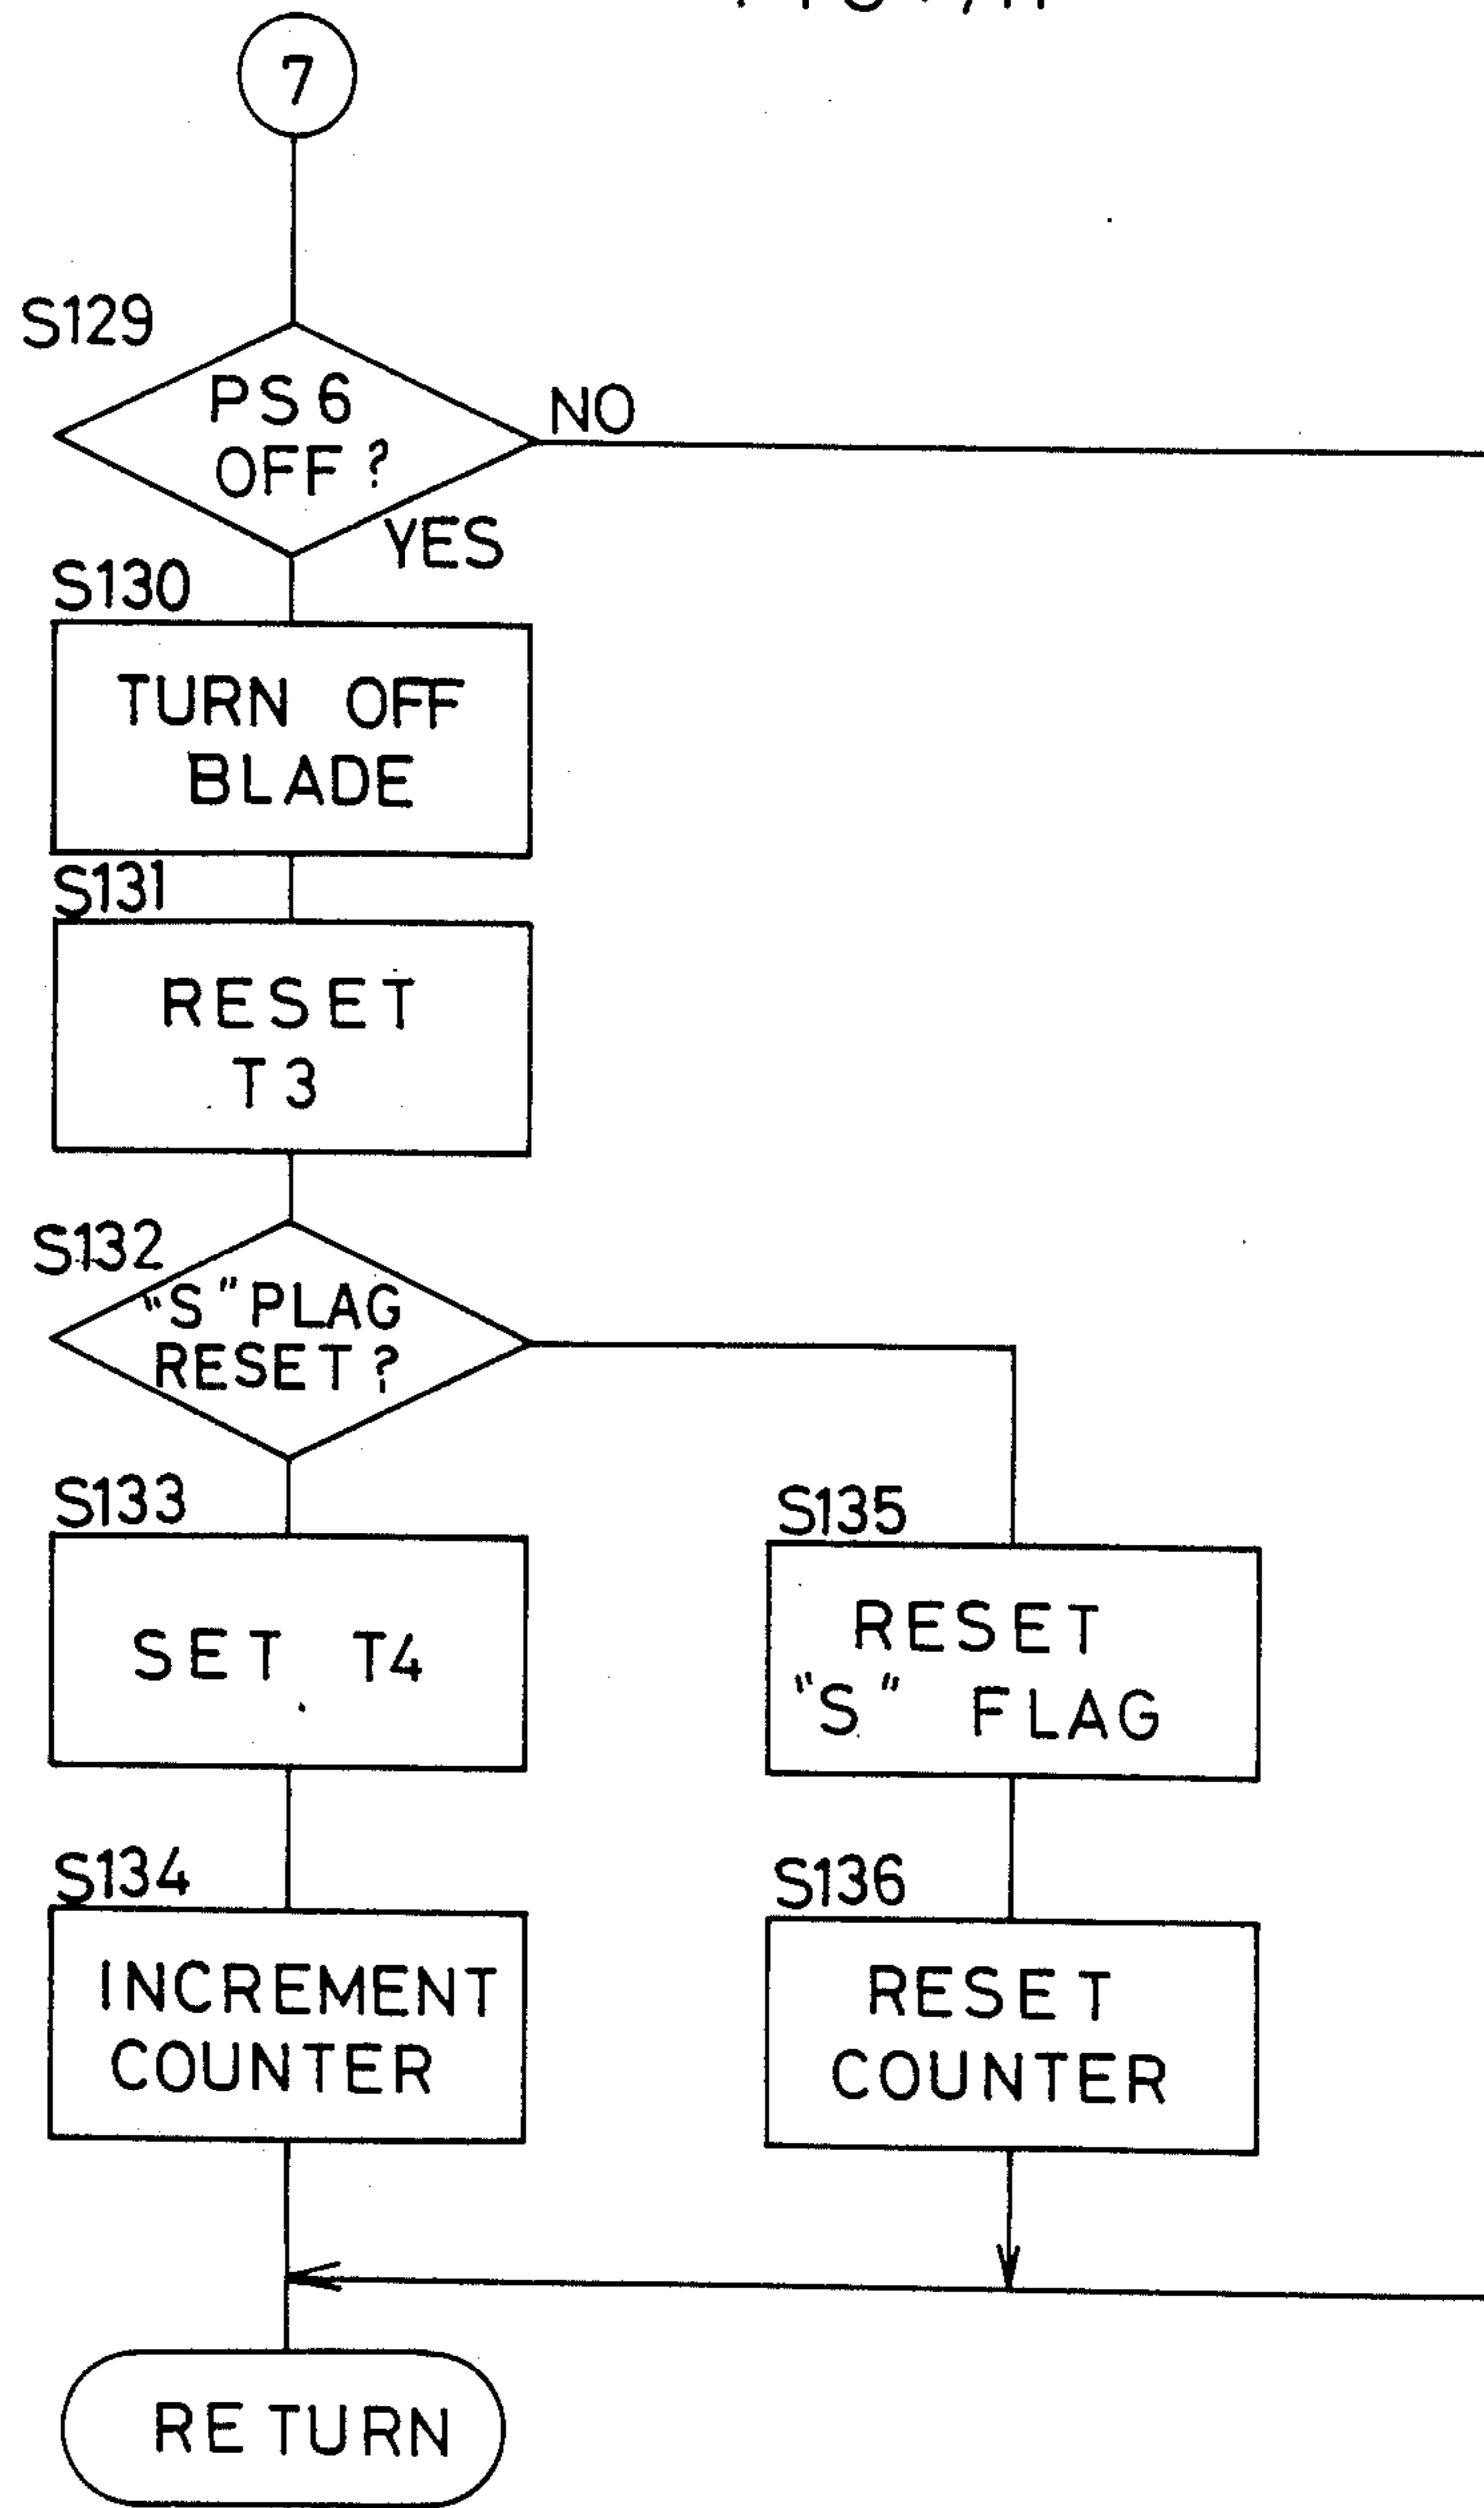 7
S129
PS6
OFF?
NO
YES
S130
TURN OFF
BLADE
S131
RESET
T3
S132
"S" PLAG
RESET?
S133
SET T4
S134
INCREMENT
COUNTER
S135
RESET
"S" FLAG
S136
RESET
COUNTER
RETURN